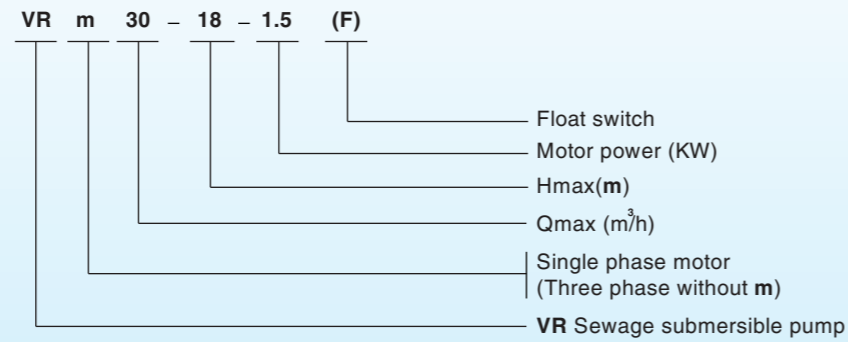 VR m 30 – 18 – 1.5 (F)
Float switch
Motor power (KW)
Hmax(m)
Qmax (m³/h)
Single phase motor
(Three phase without m)
VR Sewage submersible pump